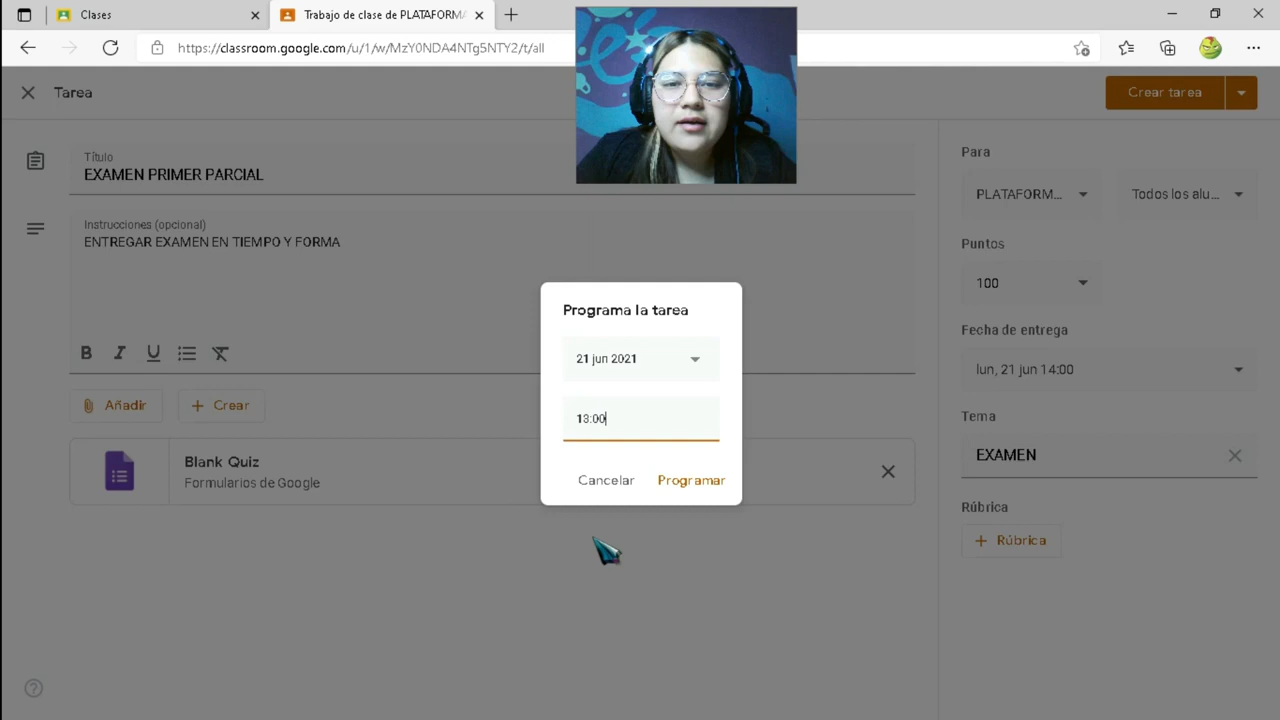 Clases
Trabajo de clase de PLATAFORMA
https://classroom.google.com/u/1/w/MzY0NDA4NTg5NTY2/t/all
Tarea
Crear tarea
Título
EXAMEN PRIMER PARCIAL
Instrucciones (opcional)
ENTREGAR EXAMEN EN TIEMPO Y FORMA
B I U
Añadir
Crear
Blank Quiz
Formularios de Google
Programa la tarea
21 jun 2021
13:00
Cancelar
Programar
Para
PLATAFORM...
Todos los alu...
Puntos
100
Fecha de entrega
lun, 21 jun 14:00
Tema
EXAMEN
Rúbrica
Rúbrica